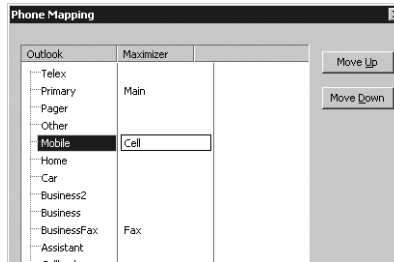 Phone Mapping
Outlook Maximizer
Move Up
Telex
Primary Main
Move Down
Pager
Other
Mobile Cell
Home
Car
Business2
Business
BusinessFax Fax
Assistant